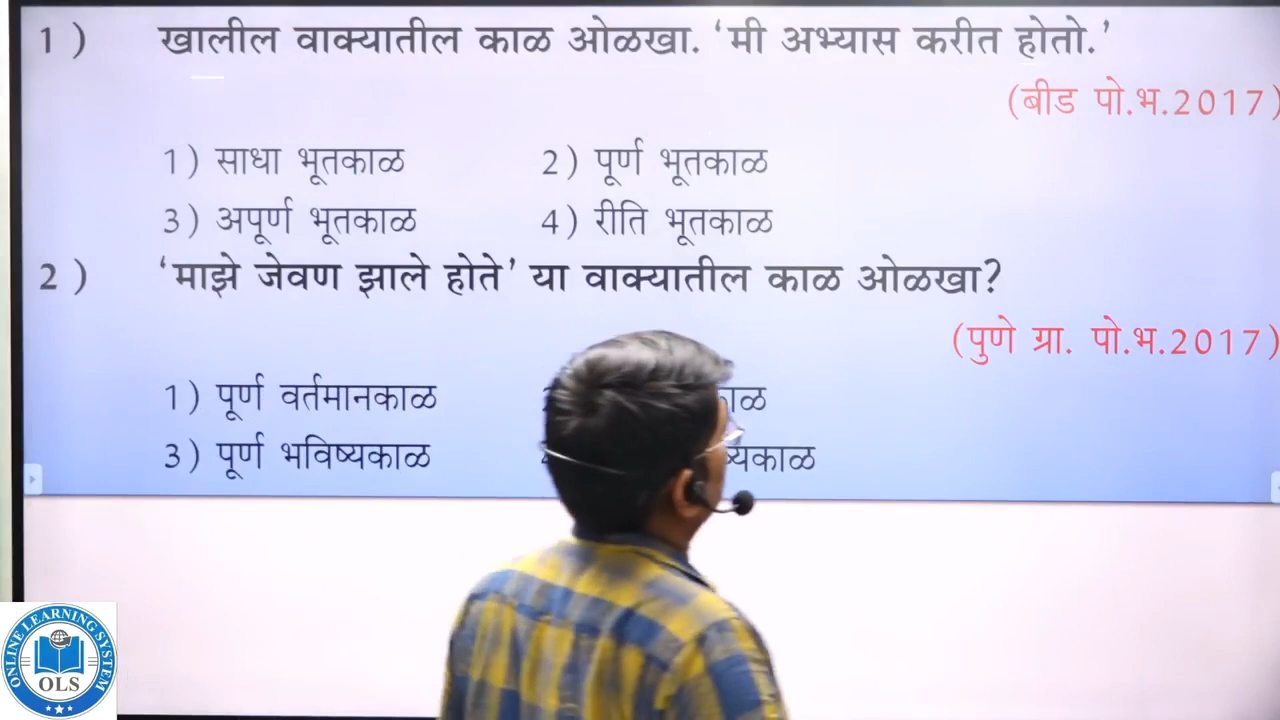 1) खालील वाक्यातील काळ ओळखा. ‘मी अभ्यास करीत होतो.’
(बीड पो.भ.2017)
1) साधा भूतकाळ 2) पूर्ण भूतकाळ
3) अपूर्ण भूतकाळ 4) रीति भूतकाळ
2) ‘माझे जेवण झाले होते’ या वाक्यातील काळ ओळखा?
(पुणे ग्रा. पो.भ.2017)
1) पूर्ण वर्तमानकाळ
3) पूर्ण भविष्यकाळ
ONLINE LEARNING SYSTEM
OLS